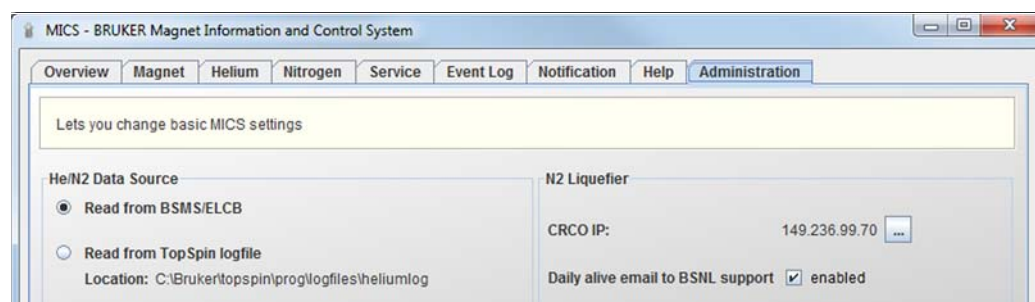 MICS - BRUKER Magnet Information and Control System
Overview Magnet Helium Nitrogen Service Event Log Notification Help Administration
Lets you change basic MICS settings
He/N2 Data Source
Read from BSMS/ELCB
Read from TopSpin logfile
Location: C:\Bruker\topspin\prog\logfiles\heliumlog
N2 Liquefier
CRCO IP: 149.236.99.70 ...
Daily alive email to BSNL support enabled